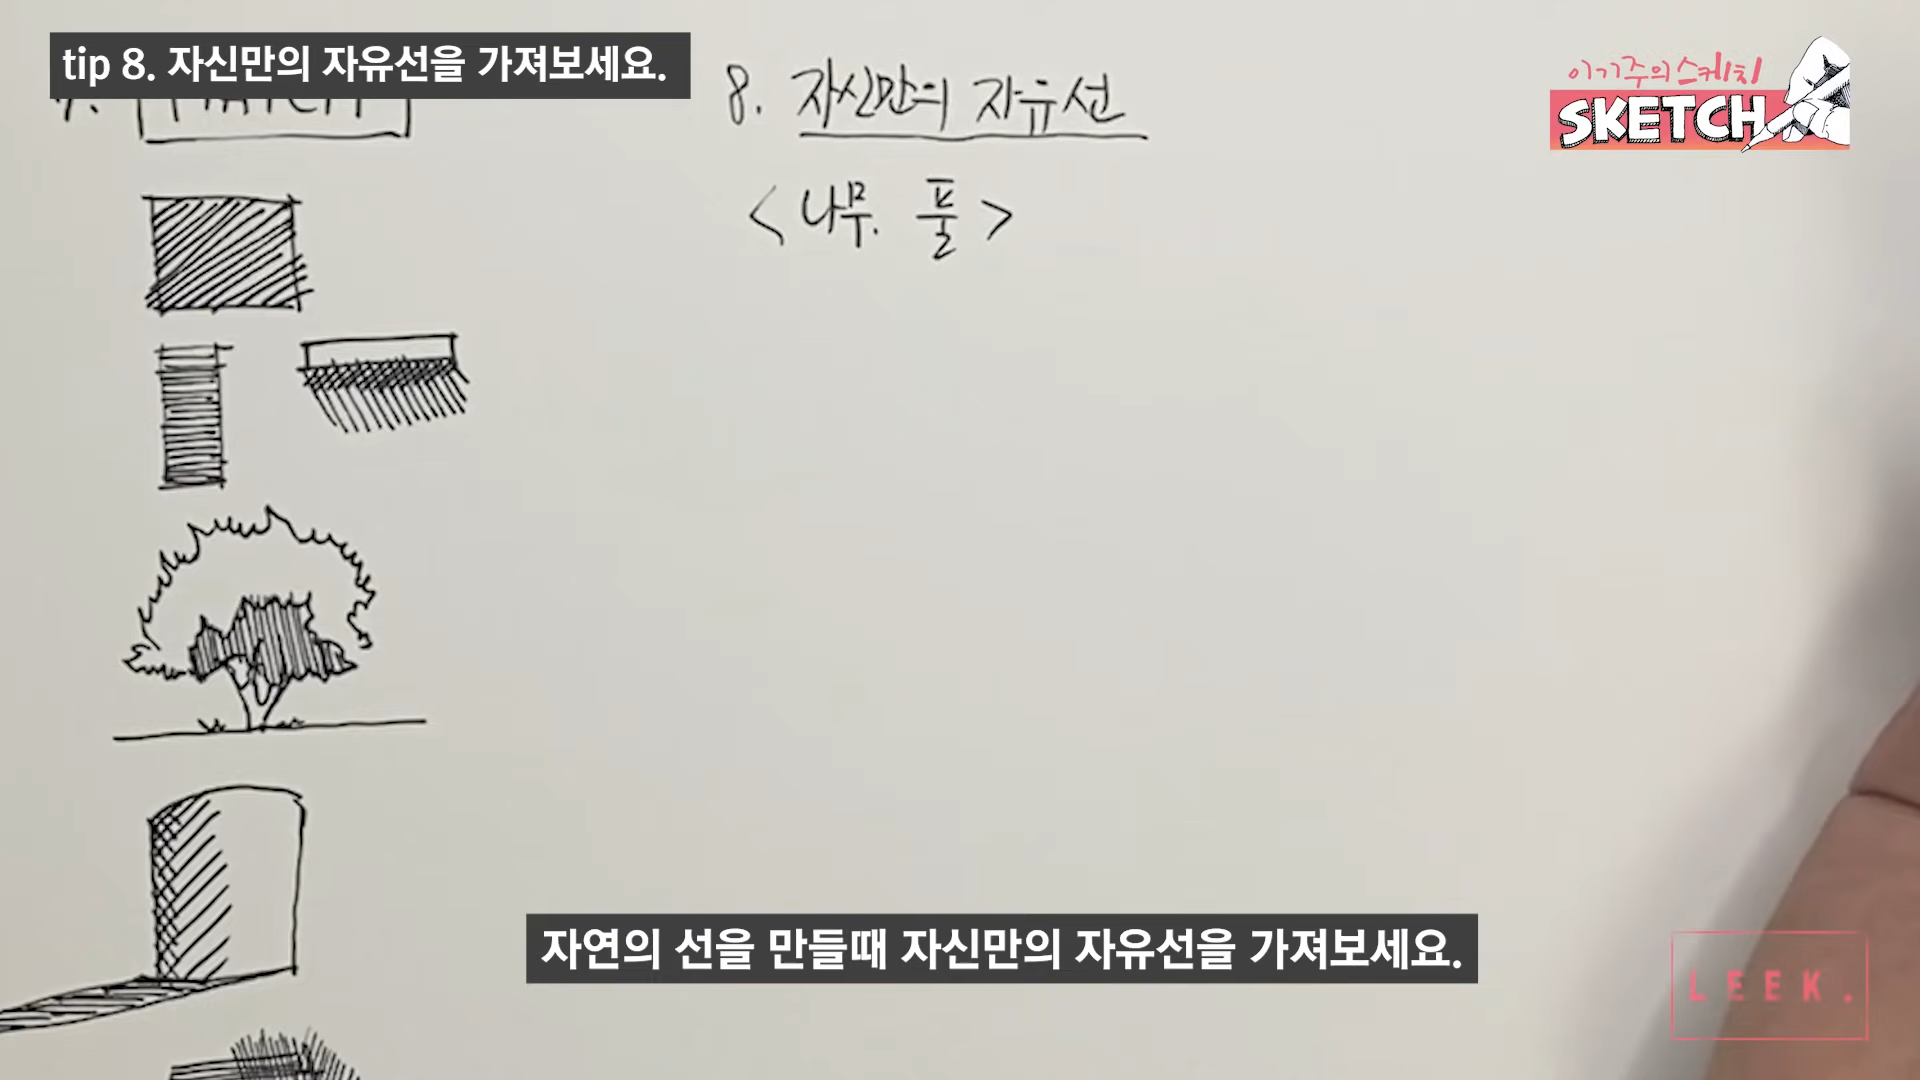 tip 8. 자신만의 자유선을 가져보세요.
8. 자신만의 자유선
<나무. 풀>
이기주의 스케치
SKETCH
자연의 선을 만들때 자신만의 자유선을 가져보세요.
LEEK.